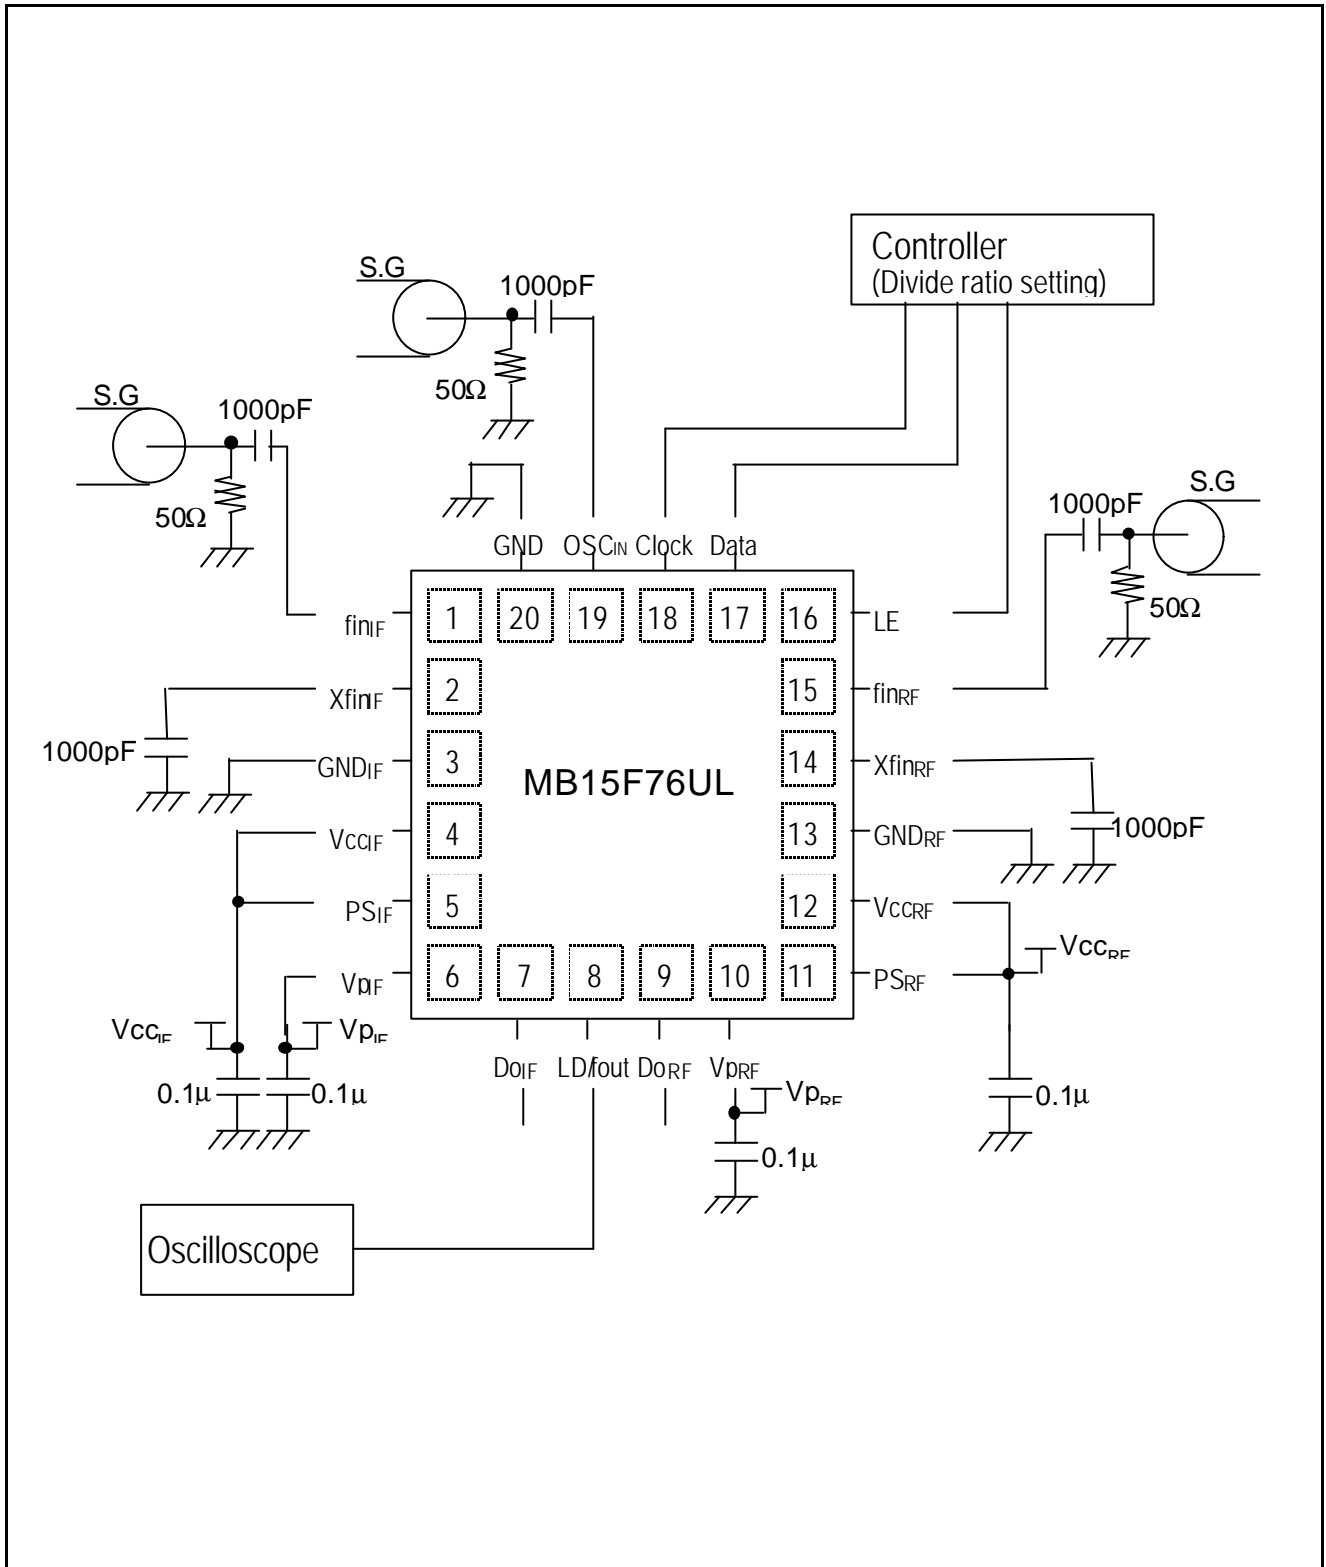 Controller
(Divide ratio setting)
S.G
1000pF
50Ω
S.G
1000pF
50Ω
S.G
1000pF
50Ω
GND OSCIN Clock Data
finIF 1 20 19 18 17 16 LE
XfinIF 2 15 finRF
1000pF
GNDIF 3 14 XfinRF
MB15F76UL
1000pF
VccIF 4 13 GNDRF
PSIF 5 12 VccRF
VpIF 6 7 8 9 10 11 PSRF
VccRF
VccIF VpIF
DoIF LD/fout DoRF VpRF
0.1µ 0.1µ
VpRF
0.1µ
0.1µ
Oscilloscope